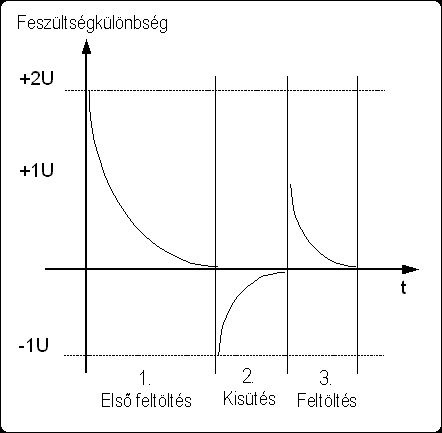 Feszültségkülönbség
+2U
+1U
t
-1U
1.
Első feltöltés
2.
Kisütés
3.
Feltöltés